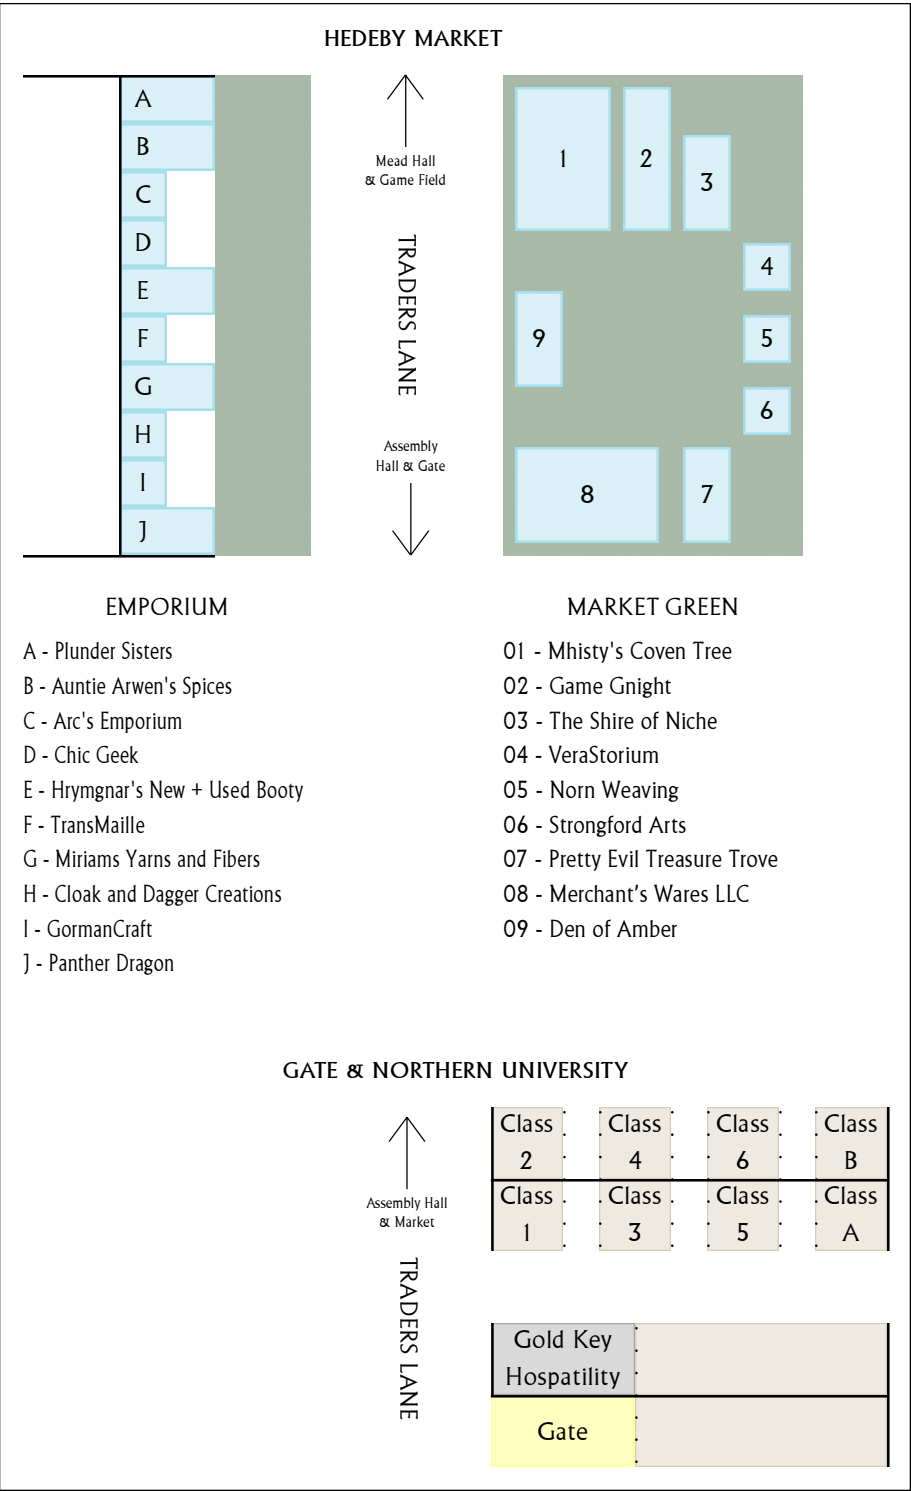 HEDEBY MARKET
A
B
C
D
E
F
G
H
I
J
Mead Hall
& Game Field
TRADERS LANE
Assembly
Hall & Gate
1
2
3
4
5
6
7
8
9
EMPORIUM
A - Plunder Sisters
B - Auntie Arwen's Spices
C - Arc's Emporium
D - Chic Geek
E - Hrymgnar's New + Used Booty
F - TransMaille
G - Miriams Yarns and Fibers
H - Cloak and Dagger Creations
I - GormanCraft
J - Panther Dragon
MARKET GREEN
01 - Mhisty's Coven Tree
02 - Game Gnight
03 - The Shire of Niche
04 - VeraStorium
05 - Norn Weaving
06 - Strongford Arts
07 - Pretty Evil Treasure Trove
08 - Merchant’s Wares LLC
09 - Den of Amber
GATE & NORTHERN UNIVERSITY
Assembly Hall
& Market
TRADERS LANE
Class
2
Class
4
Class
6
Class
B
Class
1
Class
3
Class
5
Class
A
Gold Key
Hospatility
Gate